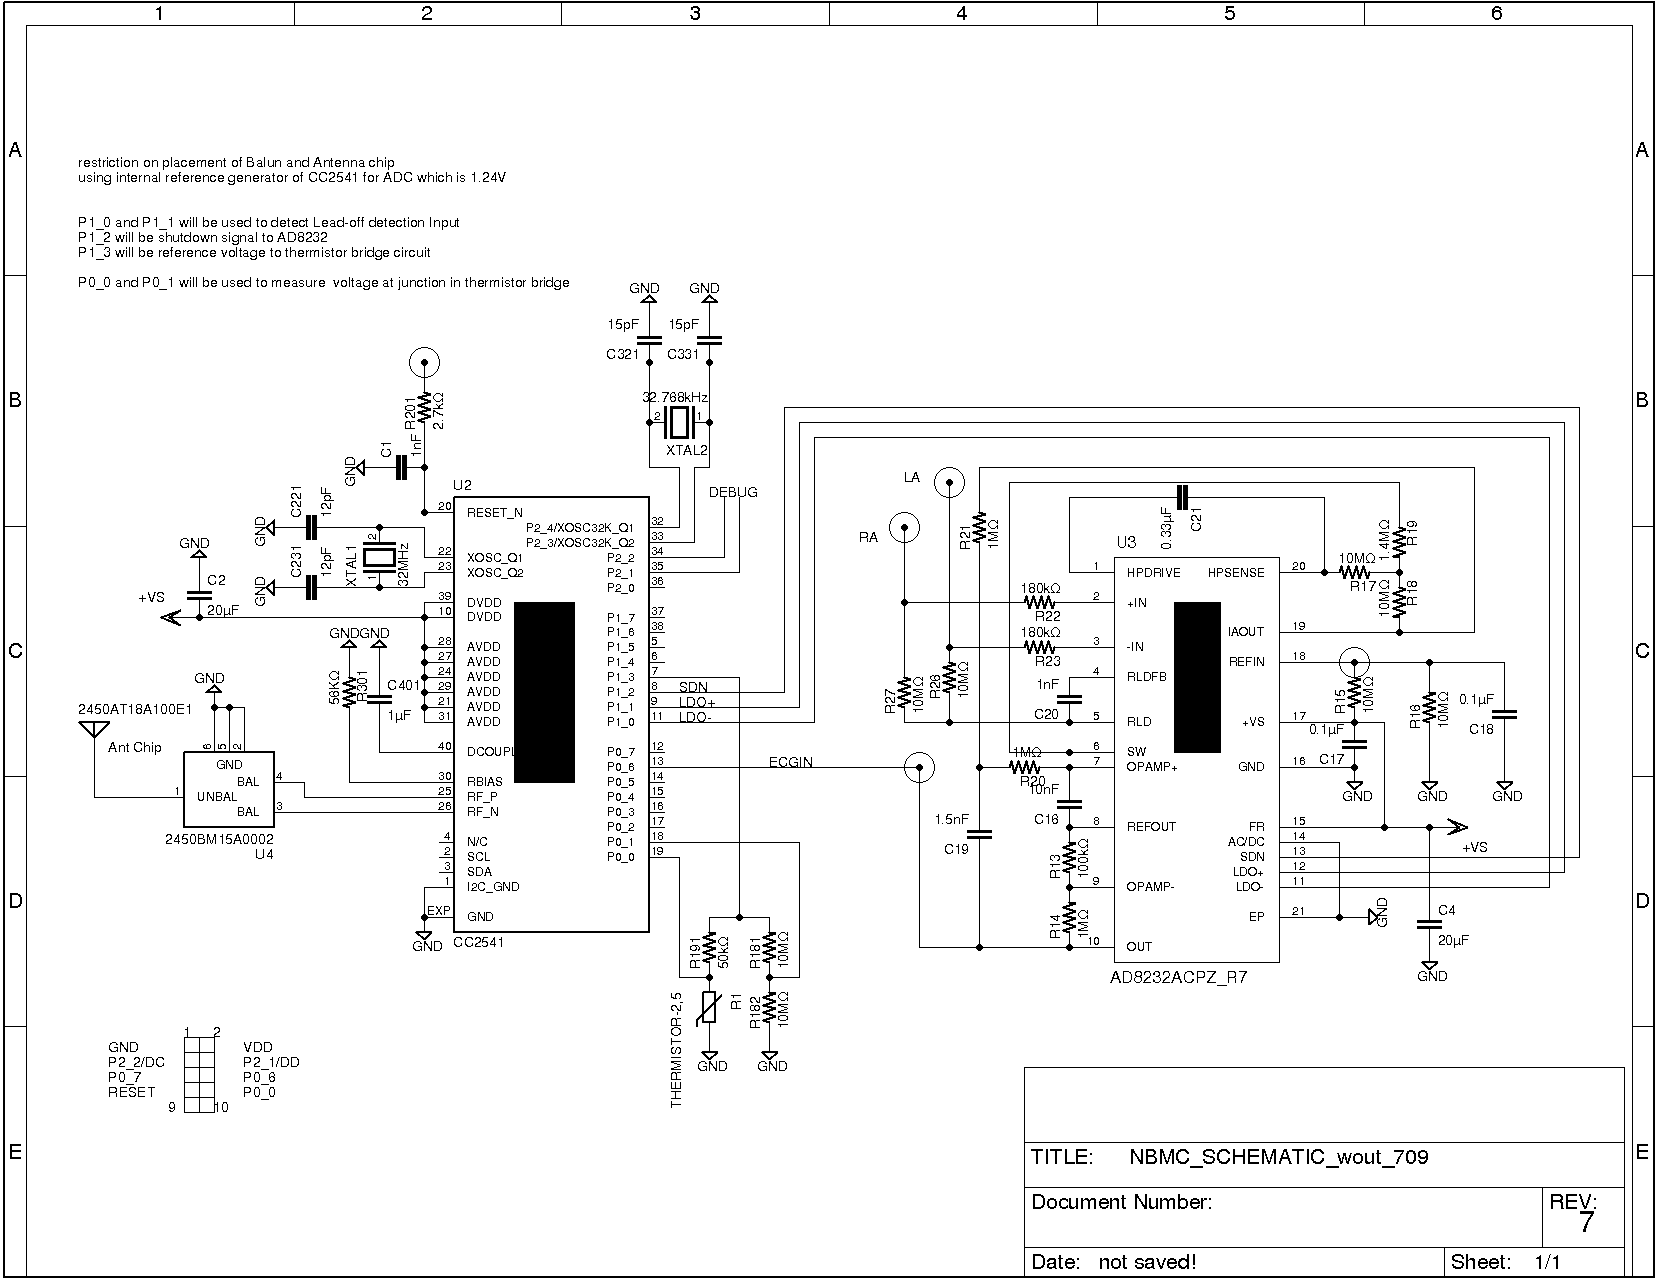 1 2 3 4 5 6
A A
restriction on placement of Balun and Antenna chip
using internal reference generator of CC2541 for ADC which is 1.24V
P1_0 and P1_1 will be used to detect Lead-off detection Input
P1_2 will be shutdown signal to AD8232
P1_3 will be reference voltage to thermistor bridge circuit
P0_0 and P0_1 will be used to measure voltage at junction in thermistor bridge
GND GND
15pF 15pF
C321 C331
B B
32.768kHz
2 1
XTAL2
R201
2.7kΩ
C1
1nF
GND
C221
12pF
GND
C231
12pF
GND
XTAL1
2
1
32MHz
GND
C2
20µF
+VS
GND GND
56KΩ
R301
C401
1µF
GND
2450AT18A100E1
Ant Chip
6 5 2
GND
BAL 4
1 UNBAL
BAL 3
2450BM15A0002
U4
U2
20 RESET_N
22 XOSC_Q1
23 XOSC_Q2
39 DVDD
10 DVDD
28 AVDD
27 AVDD
24 AVDD
29 AVDD
21 AVDD
31 AVDD
40 DCOUPL
30 RBIAS
25 RF_P
26 RF_N
4 N/C
2 SCL
3 SDA
1 I2C_GND
EXP GND
GND
CC2541
P2_4/XOSC32K_Q1 32
P2_3/XOSC32K_Q2 33
P2_2 34
P2_1 35
P2_0 36
P1_7 37
P1_6 38
P1_5 5
P1_4 6
P1_3 7
P1_2 8
P1_1 9
P1_0 11
P0_7 12
P0_6 13
P0_5 14
P0_4 15
P0_3 16
P0_2 17
P0_1 18
P0_0 19
DEBUG
SDN
LDO+
LDO-
ECGIN
R191
50kΩ
R181
10MΩ
THERMISTOR-2,5
R1
R182
10MΩ
GND GND
LA
RA
R21
1MΩ
0.33µF
C21
180kΩ
R22
180kΩ
R23
R27
10MΩ
R26
10MΩ
1nF
C20
1MΩ
R20
10nF
C16
1.5nF
C19
R13
100kΩ
R14
1MΩ
U3
1 HPDRIVE
2 +IN
3 -IN
4 RLDFB
5 RLD
6 SW
7 OPAMP+
8 REFOUT
9 OPAMP-
10 OUT
HPSENSE 20
IAOUT 19
REFIN 18
+VS 17
GND 16
FR 15
AC/DC 14
SDN 13
LDO+ 12
LDO- 11
EP 21
AD8232ACPZ_R7
10MΩ
R17
1.4MΩ
R19
10MΩ
R18
R15
10MΩ
0.1µF
C17
R16
10MΩ
0.1µF
C18
GND GND GND
+VS
GND
C4
20µF
GND
C C
D D
E E
1 2
GND VDD
P2_2/DC P2_1/DD
P0_7 P0_6
RESET P0_0
9 10
TITLE: NBMC_SCHEMATIC_wout_709
Document Number:
REV:
7
Date: not saved!
Sheet: 1/1